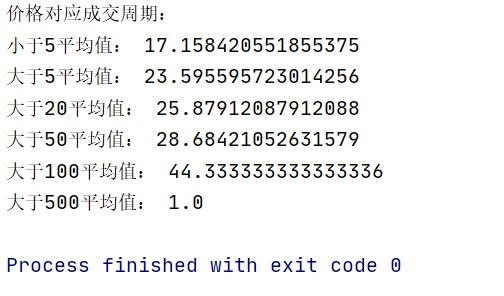 价格对应成交周期：
小于5平均值： 17.158420551855375
大于5平均值： 23.595595723014256
大于20平均值： 25.87912087912088
大于50平均值： 28.68421052631579
大于100平均值： 44.333333333333336
大于500平均值： 1.0
Process finished with exit code 0